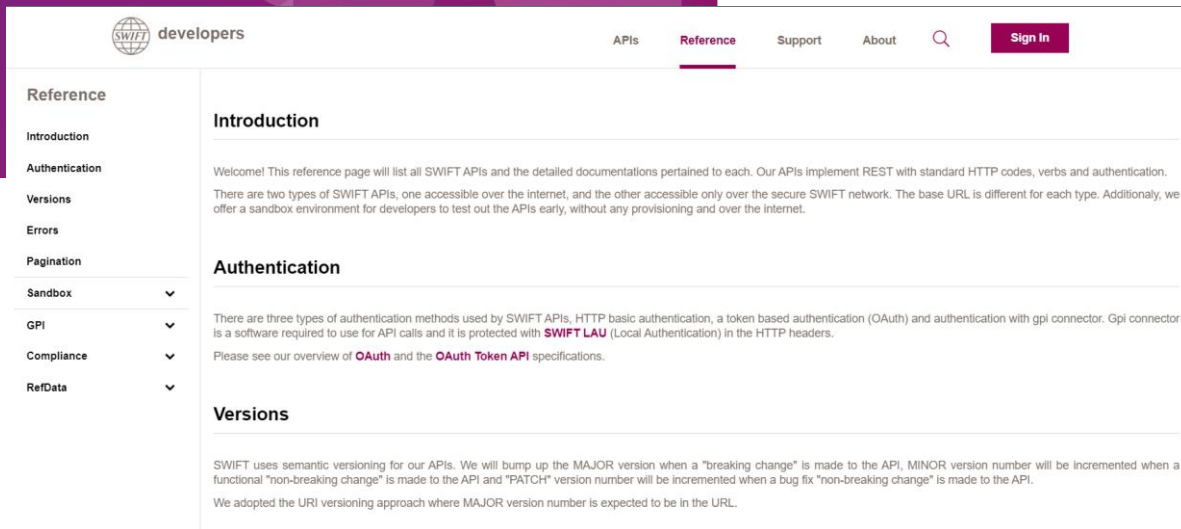 SWIFT developers
APIs Reference Support About Sign In
Reference
Introduction
Authentication
Versions
Errors
Pagination
Sandbox
GPI
Compliance
RefData
Introduction
Welcome! This reference page will list all SWIFT APIs and the detailed documentations pertained to each. Our APIs implement REST with standard HTTP codes, verbs and authentication.
There are two types of SWIFT APIs, one accessible over the internet, and the other accessible only over the secure SWIFT network. The base URL is different for each type. Additionaly, we
offer a sandbox environment for developers to test out the APIs early, without any provisioning and over the internet.
Authentication
There are three types of authentication methods used by SWIFT APIs, HTTP basic authentication, a token based authentication (OAuth) and authentication with gpi connector. Gpi connector
is a software required to use for API calls and it is protected with SWIFT LAU (Local Authentication) in the HTTP headers.
Please see our overview of OAuth and the OAuth Token API specifications.
Versions
SWIFT uses semantic versioning for our APIs. We will bump up the MAJOR version when a "breaking change" is made to the API, MINOR version number will be incremented when a
functional "non-breaking change" is made to the API and "PATCH" version number will be incremented when a bug fix "non-breaking change" is made to the API.
We adopted the URI versioning approach where MAJOR version number is expected to be in the URL.